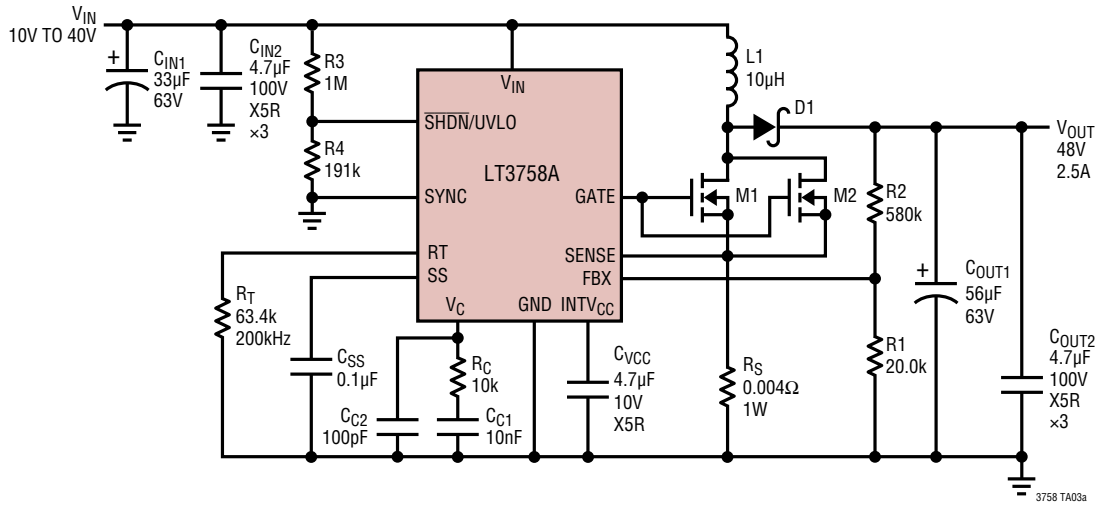 VIN
10V TO 40V
CIN1
33µF
63V
+
CIN2
4.7µF
100V
X5R
×3
R3
1M
R4
191k
VIN
SHDN/UVLO
LT3758A
SYNC
GATE
RT
SS
SENSE
FBX
VC
GND
INTVCC
L1
10µH
D1
M1
M2
VOUT
48V
2.5A
R2
580k
+
COUT1
56µF
63V
R1
20.0k
COUT2
4.7µF
100V
X5R
×3
RT
63.4k
200kHz
CSS
0.1µF
CC2
100pF
RC
10k
CC1
10nF
CVCC
4.7µF
10V
X5R
RS
0.004Ω
1W
3758 TA03a